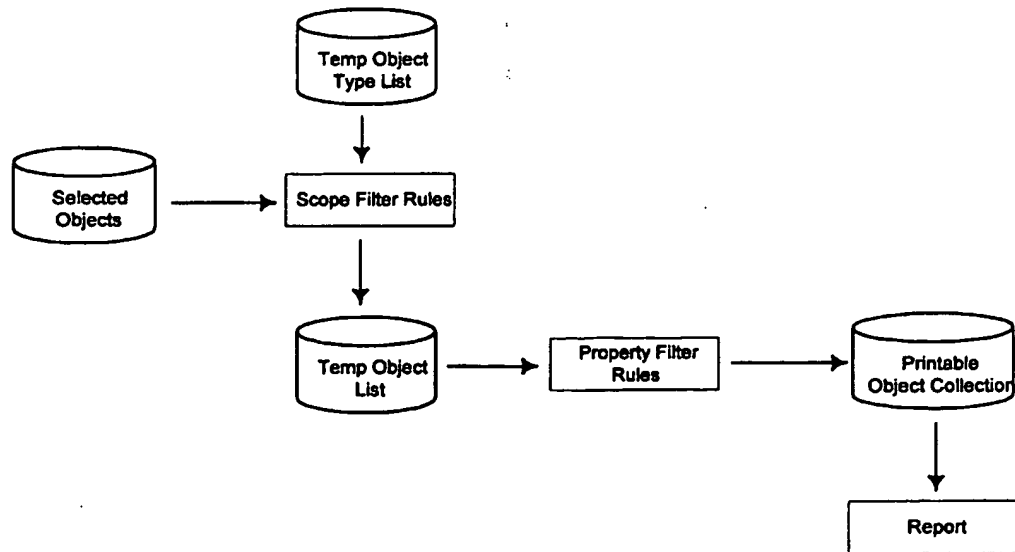 Temp Object
Type List
Selected
Objects
Scope Filter Rules
Temp Object
List
Property Filter
Rules
Printable
Object Collection
Report